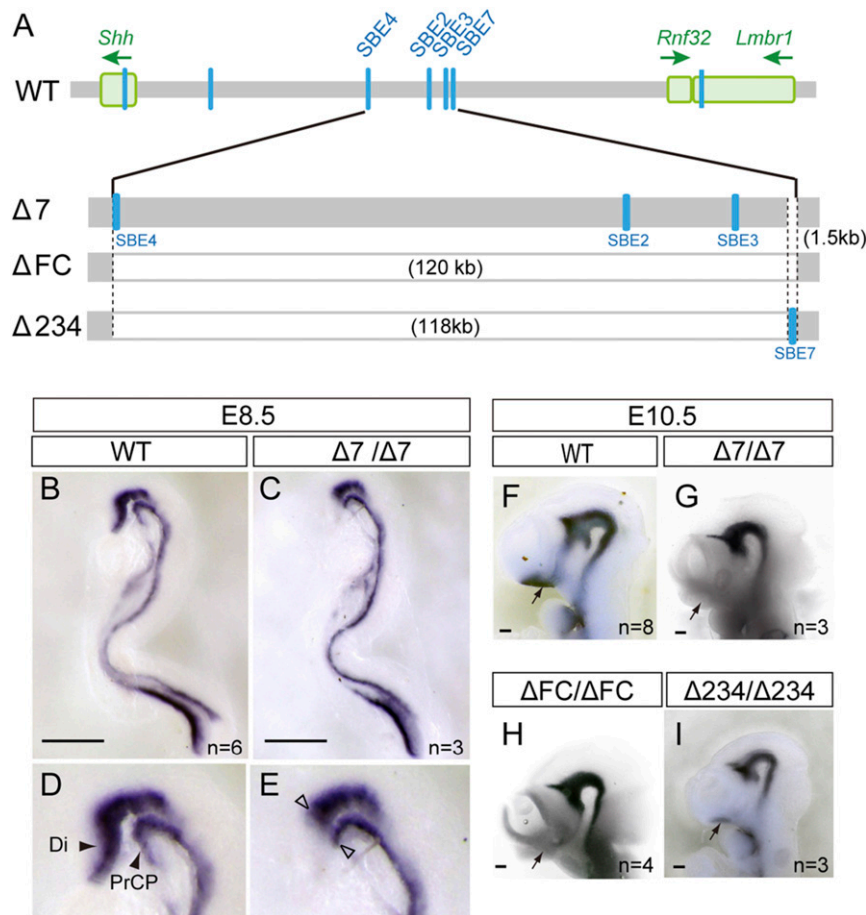 A
Shh
SBE4
SBE2
SBE3
SBE7
Rnf32
Lmbr1
WT
Δ7
SBE4
SBE2
SBE3
(1.5kb)
ΔFC
(120 kb)
Δ234
(118kb)
SBE7
E8.5
E10.5
WT
Δ7 /Δ7
WT
Δ7/Δ7
B
C
F
G
n=6
n=3
n=8
n=3
ΔFC/ΔFC
Δ234/Δ234
D
E
H
I
Di
PrCP
n=4
n=3